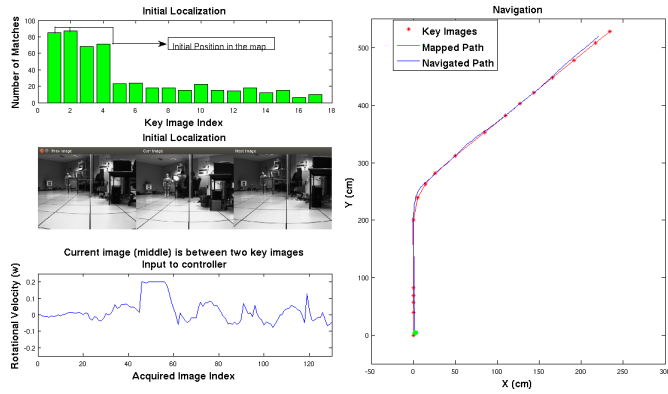 Initial Localization
100
80
60
40
20
0
Number of Matches
Initial Position in the map
0 2 4 6 8 10 12 14 16 18
Key Image Index
Initial Localization
Prev Image Curr Image Next Image
Current image (middle) is between two key images
Input to controller
0.2
0.1
0
-0.1
-0.2
Rotational Velocity (w)
0 20 40 60 80 100 120
Acquired Image Index
Navigation
Key Images
Mapped Path
Navigated Path
500
400
300
200
100
0
Y (cm)
-50 0 50 100 150 200 250 300
X (cm)